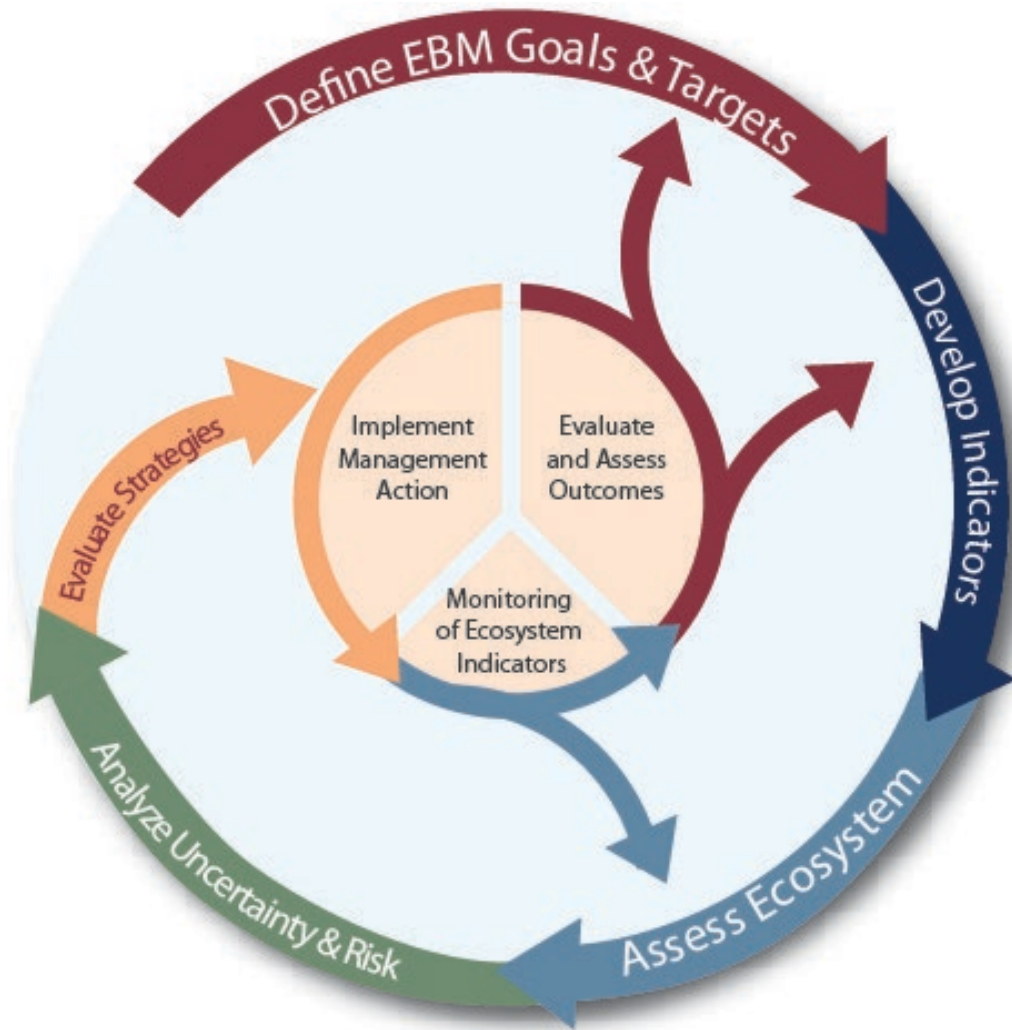 Define EBM Goals & Targets
Develop Indicators
Assess Ecosystem
Analyze Uncertainty & Risk
Evaluate Strategies
Implement
Management
Action
Evaluate
and Assess
Outcomes
Monitoring
of Ecosystem
Indicators